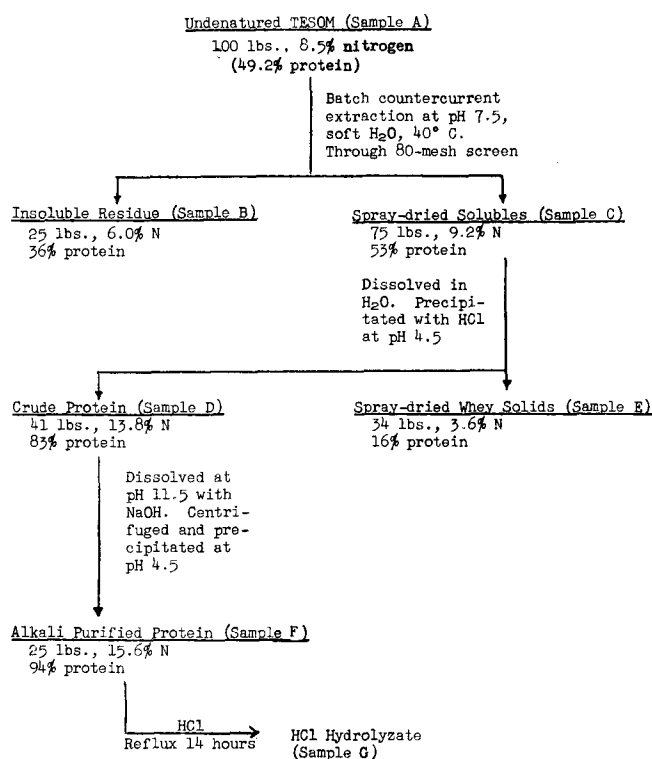 Undenatured TESOM (Sample A)
100 lbs., 8.5% nitrogen
(49.2% protein)
Batch countercurrent
extraction at pH 7.5,
soft H2O, 40° C.
Through 80-mesh screen
Insoluble Residue (Sample B)
25 lbs., 6.0% N
36% protein
Spray-dried Solubles (Sample C)
75 lbs., 9.2% N
53% protein
Dissolved in
H2O. Precipi-
tated with HCl
at pH 4.5
Crude Protein (Sample D)
41 lbs., 13.8% N
83% protein
Spray-dried Whey Solids (Sample E)
34 lbs., 3.6% N
16% protein
Dissolved at
pH 11.5 with
NaOH. Centri-
fuged and pre-
cipitated at
pH 4.5
Alkali Purified Protein (Sample F)
25 lbs., 15.6% N
94% protein
HCl
Reflux 14 hours
HCl Hydrolyzate
(Sample G)